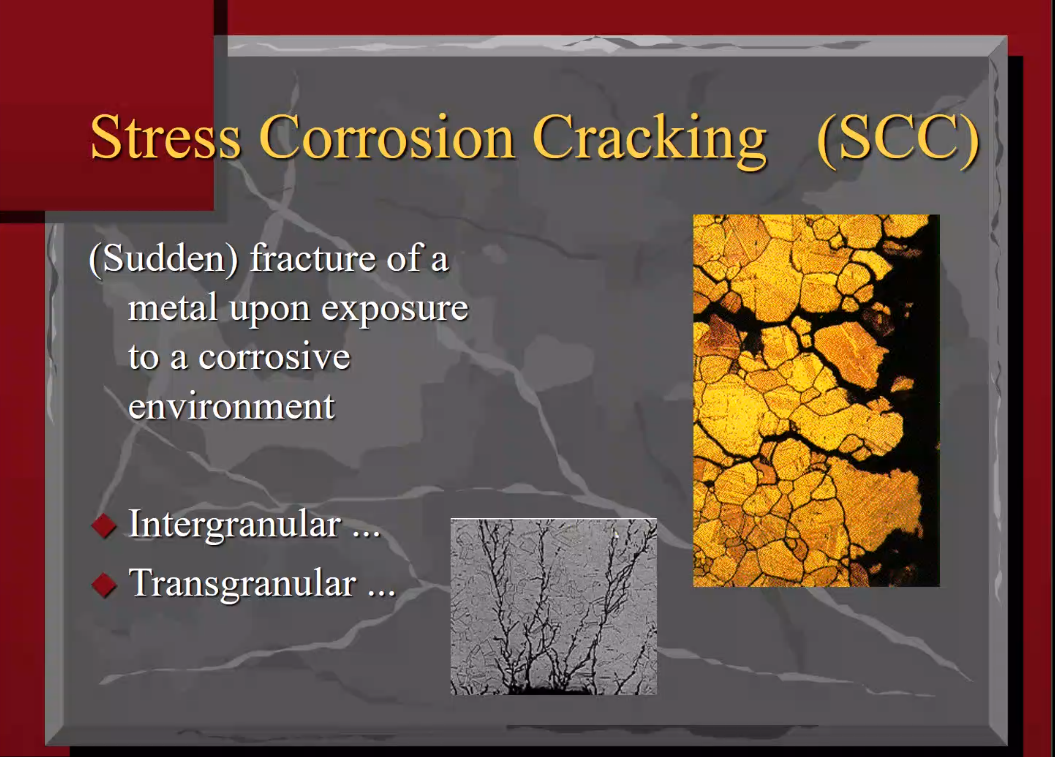 Stress Corrosion Cracking (SCC)
(Sudden) fracture of a
metal upon exposure
to a corrosive
environment
Intergranular ...
Transgranular ...